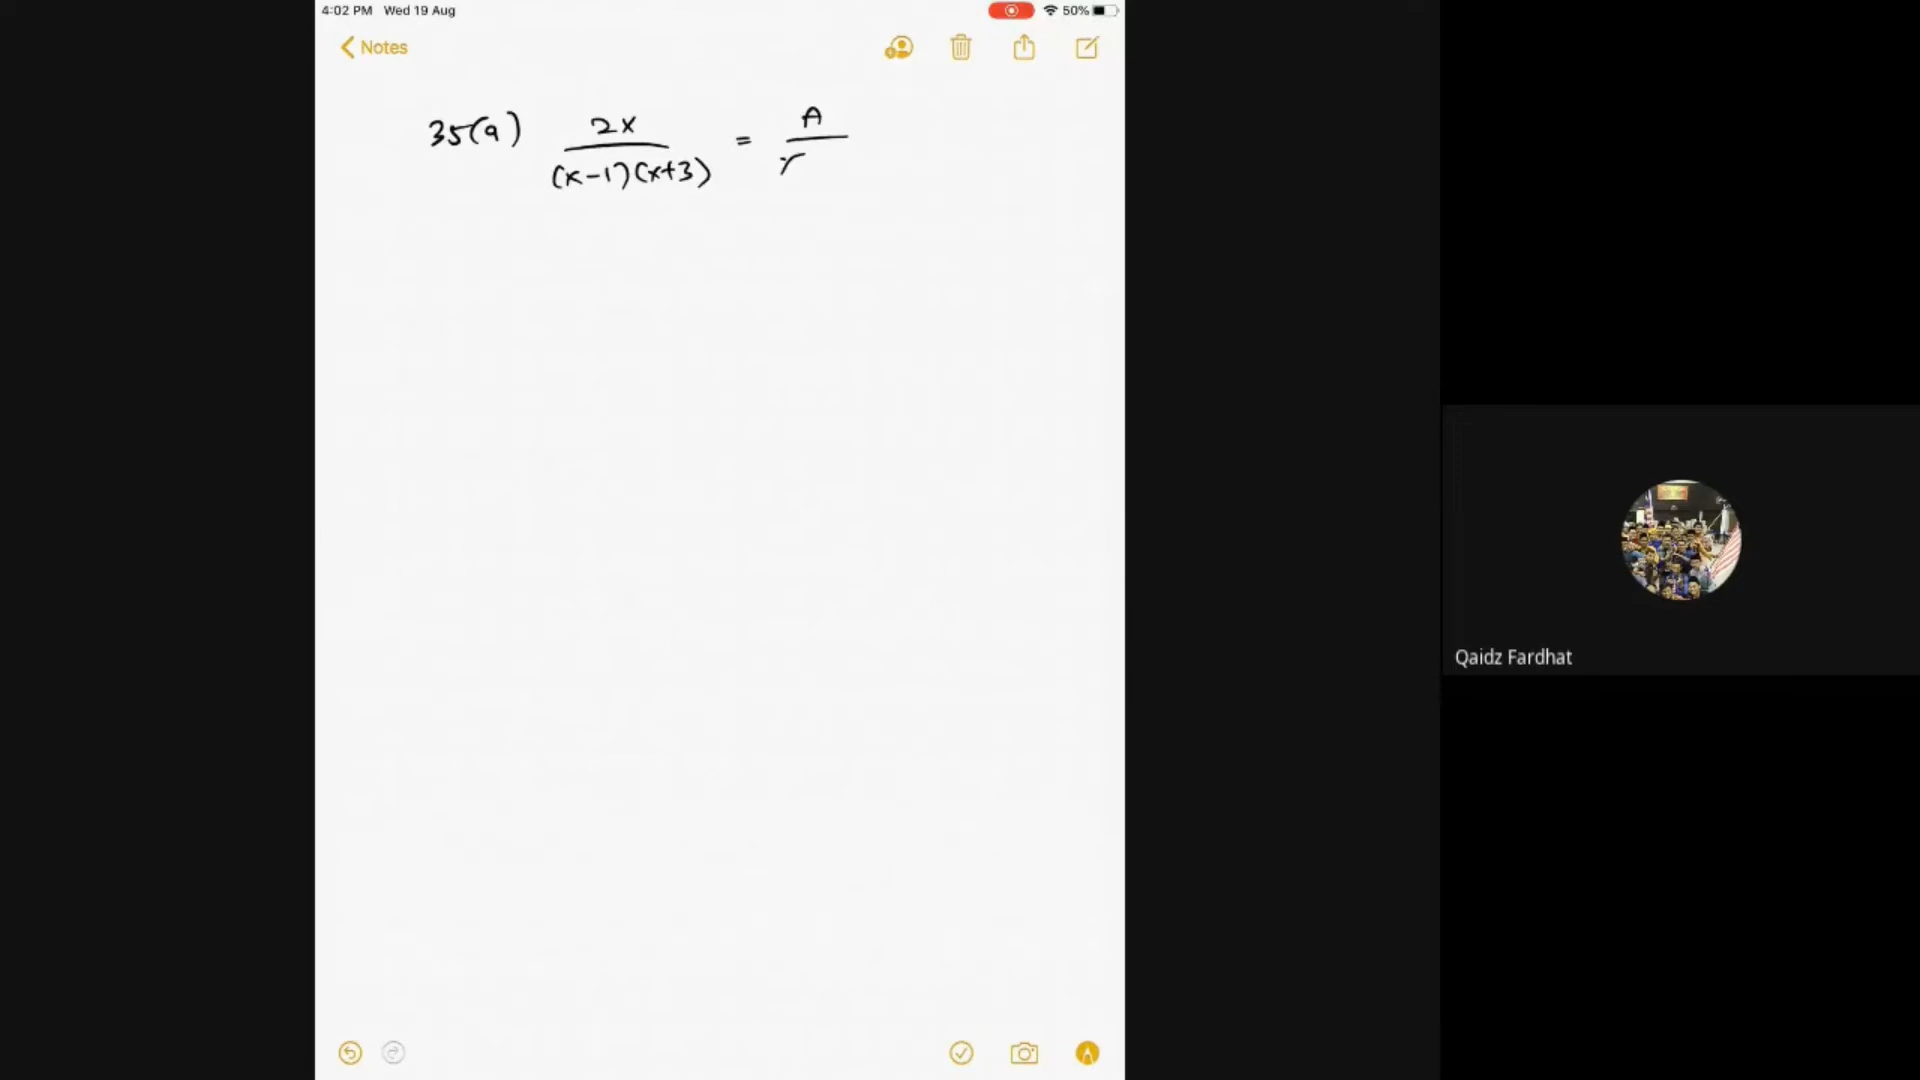 4:02 PM Wed 19 Aug 50%
Notes
35(a) 2x / (x-1)(x+3) = A /
Qaidz Fardhat